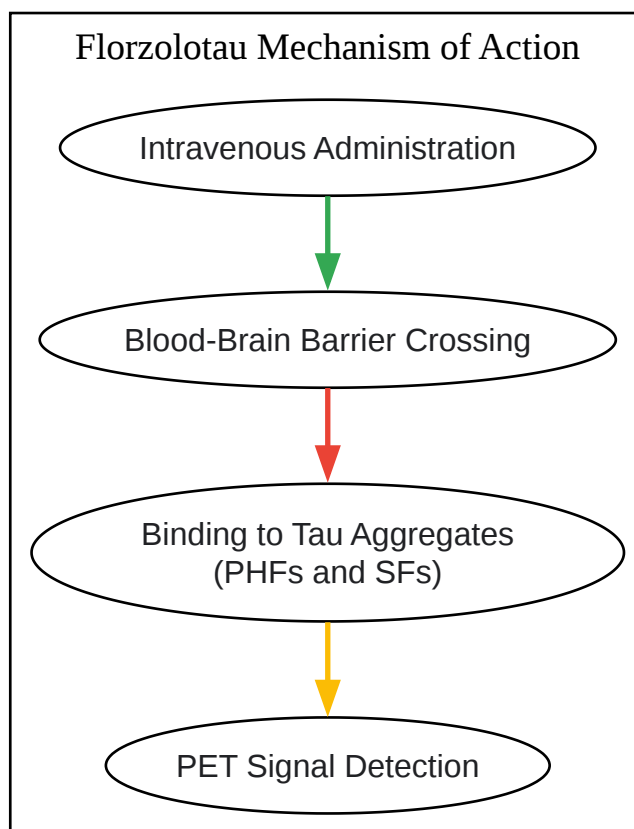 Florzolotau Mechanism of Action
Intravenous Administration
Blood-Brain Barrier Crossing
Binding to Tau Aggregates
(PHFs and SFs)
PET Signal Detection